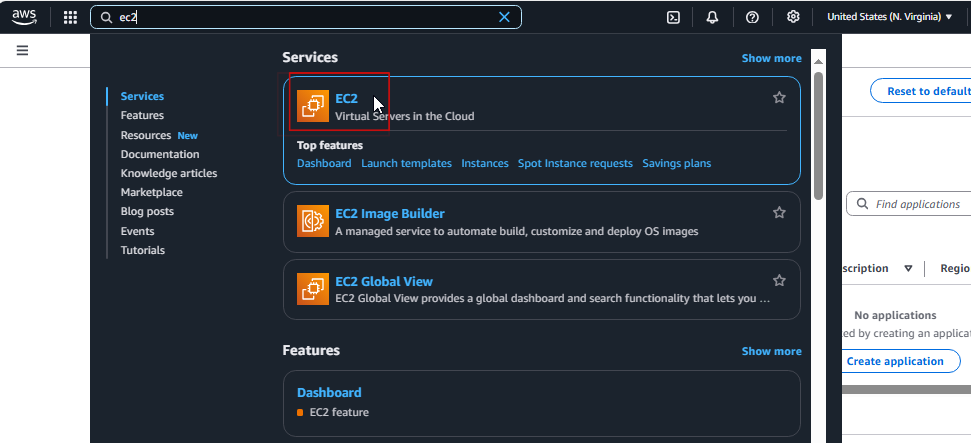 aws
ec2
United States (N. Virginia)
Services
Show more
Services
Features
Resources New
Documentation
Knowledge articles
Marketplace
Blog posts
Events
Tutorials
EC2
Virtual Servers in the Cloud
Top features
Dashboard Launch templates Instances Spot Instance requests Savings plans
EC2 Image Builder
A managed service to automate build, customize and deploy OS images
EC2 Global View
EC2 Global View provides a global dashboard and search functionality that lets you ...
Features
Show more
Dashboard
EC2 feature
Reset to default
Find applications
scription Regio
No applications
ted by creating an applicat
Create application